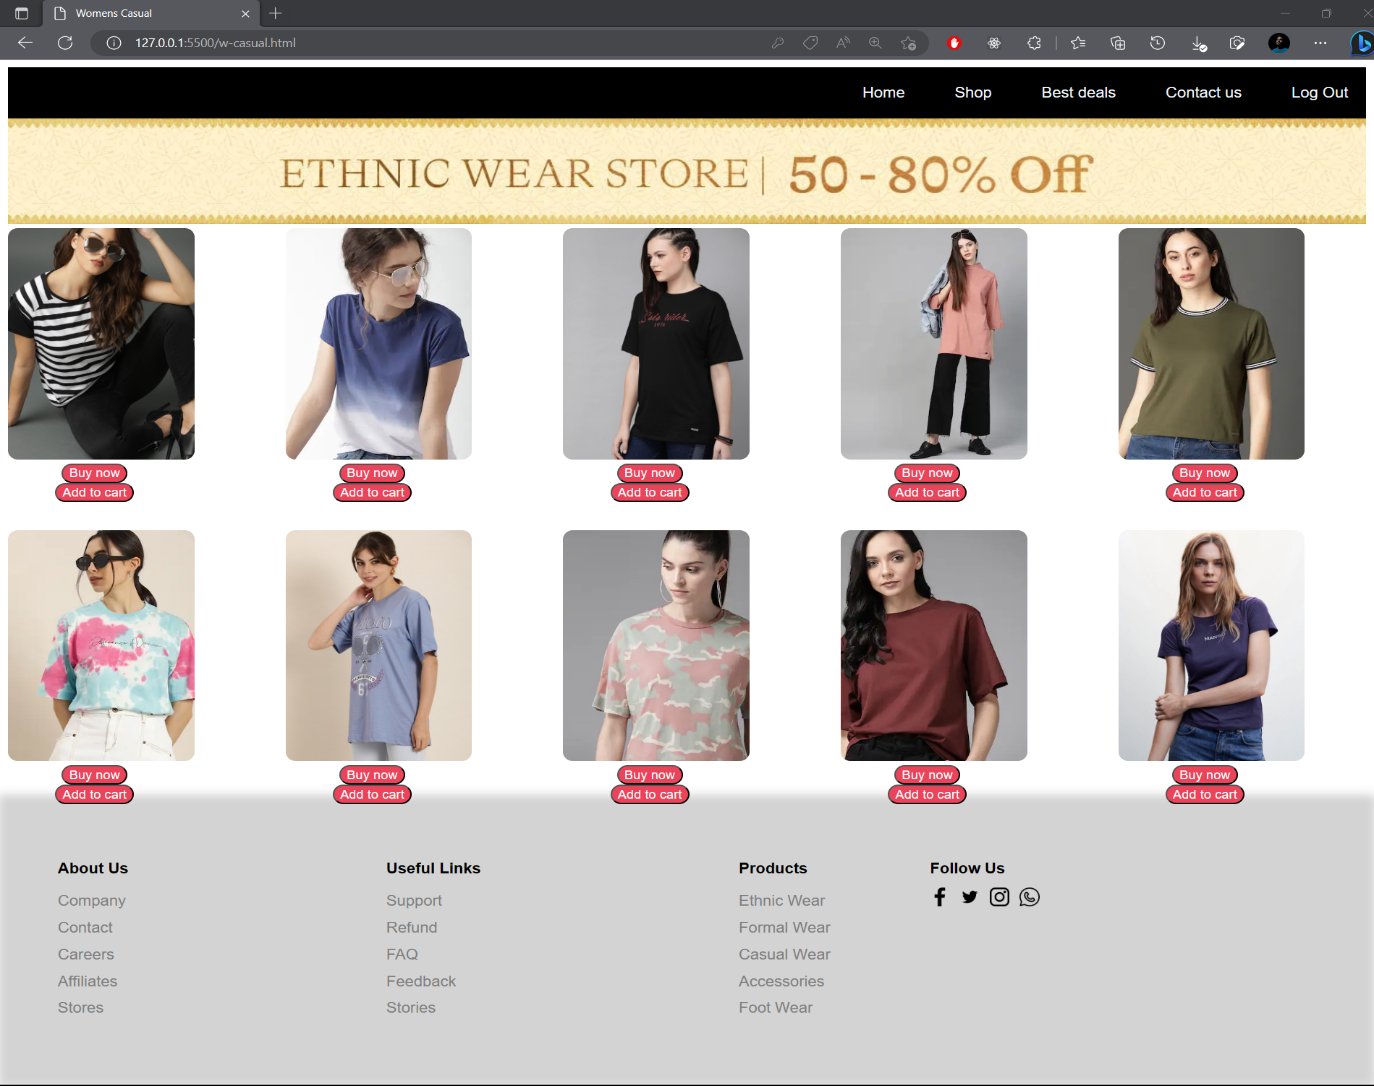 Womens Casual
127.0.0.1:5500/w-casual.html
Home Shop Best deals Contact us Log Out
ETHNIC WEAR STORE | 50 - 80% Off
Buy now Buy now Buy now Buy now Buy now
Add to cart Add to cart Add to cart Add to cart Add to cart
Buy now Buy now Buy now Buy now Buy now
Add to cart Add to cart Add to cart Add to cart Add to cart
About Us Useful Links Products Follow Us
Company Support Ethnic Wear
Contact Refund Formal Wear
Careers FAQ Casual Wear
Affiliates Feedback Accessories
Stores Stories Foot Wear